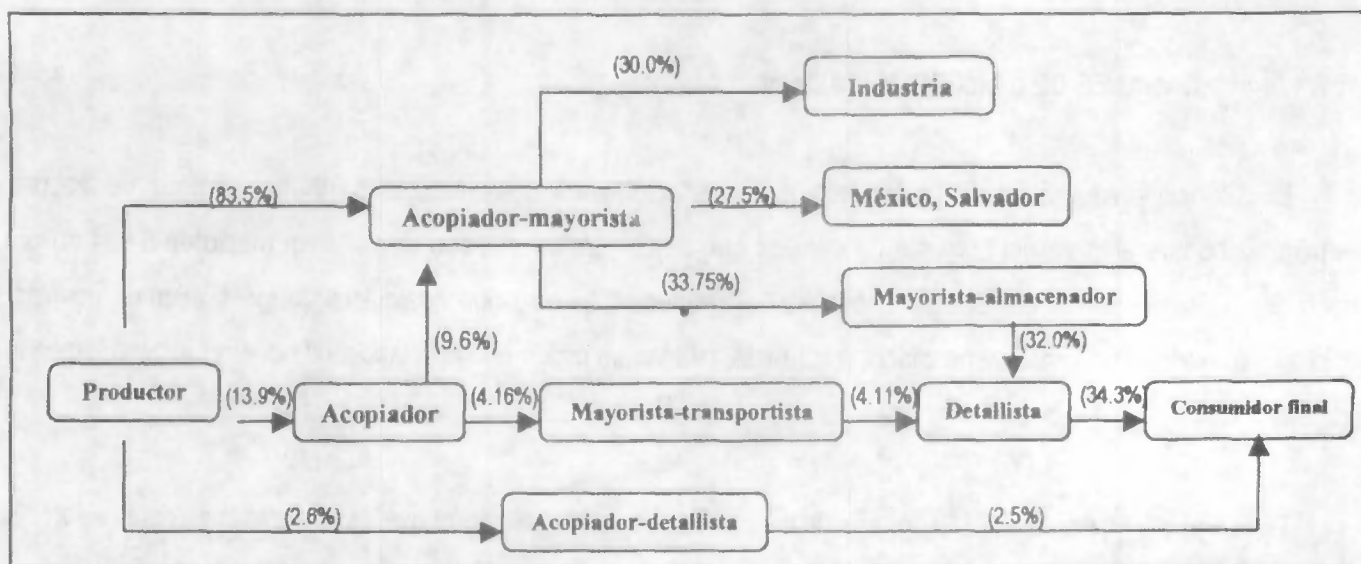 (30.0%)
Industria
(83.5%)
Acopiador-mayorista
(27.5%)
México, Salvador
(33.75%)
Mayorista-almacenador
(9.6%)
(32.0%)
Productor
(13.9%)
Acopiador
(4.16%)
Mayorista-transportista
(4.11%)
Detallista
(34.3%)
Consumidor final
(2.6%)
Acopiador-detallista
(2.5%)